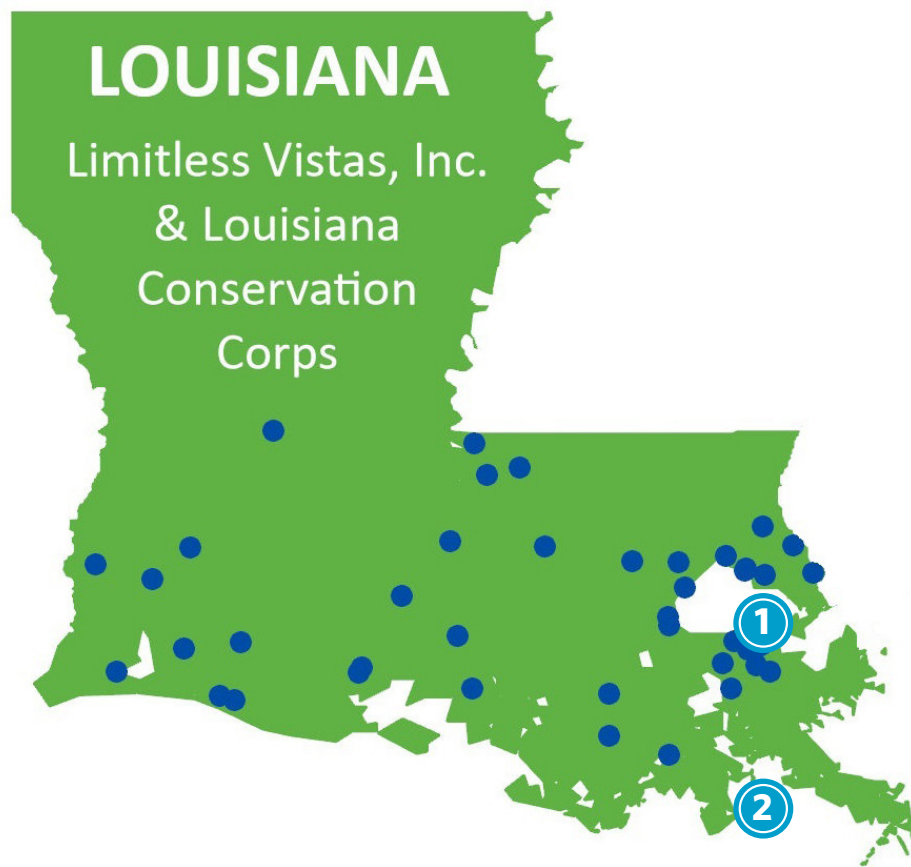 LOUISIANA
Limitless Vistas, Inc.
& Louisiana
Conservation
Corps
1
2